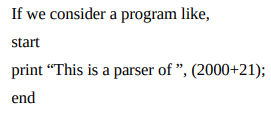 If we consider a program like,
start
print “This is a parser of ”, (2000+21);
end